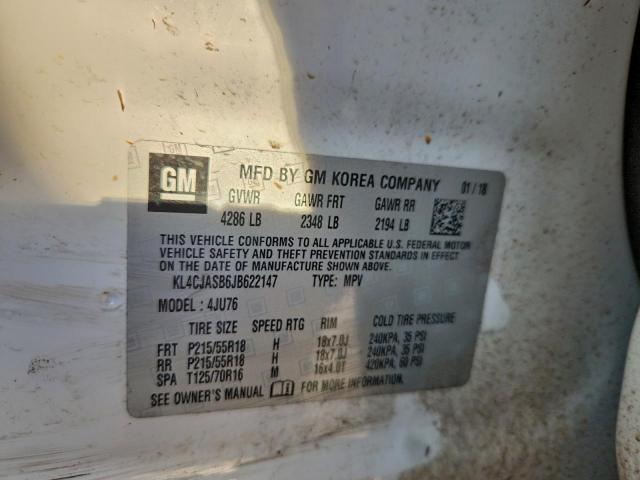 GM MFD BY GM KOREA COMPANY 01/18
GVWR GAWR FRT GAWR RR
4286 LB 2348 LB 2194 LB
THIS VEHICLE CONFORMS TO ALL APPLICABLE U.S. FEDERAL MOTOR
VEHICLE SAFETY AND THEFT PREVENTION STANDARDS IN EFFECT
ON THE DATE OF MANUFACTURE SHOWN ABOVE.
KL4CJASB6JB622147 TYPE: MPV
MODEL : 4JU76
TIRE SIZE SPEED RTG RIM COLD TIRE PRESSURE
FRT P215/55R18 H 18x7.0J 240KPA, 35 PSI
RR P215/55R18 H 18x7.0J 240KPA, 35 PSI
SPA T125/70R16 M 16x4.0T 420KPA, 60 PSI
SEE OWNER'S MANUAL FOR MORE INFORMATION.